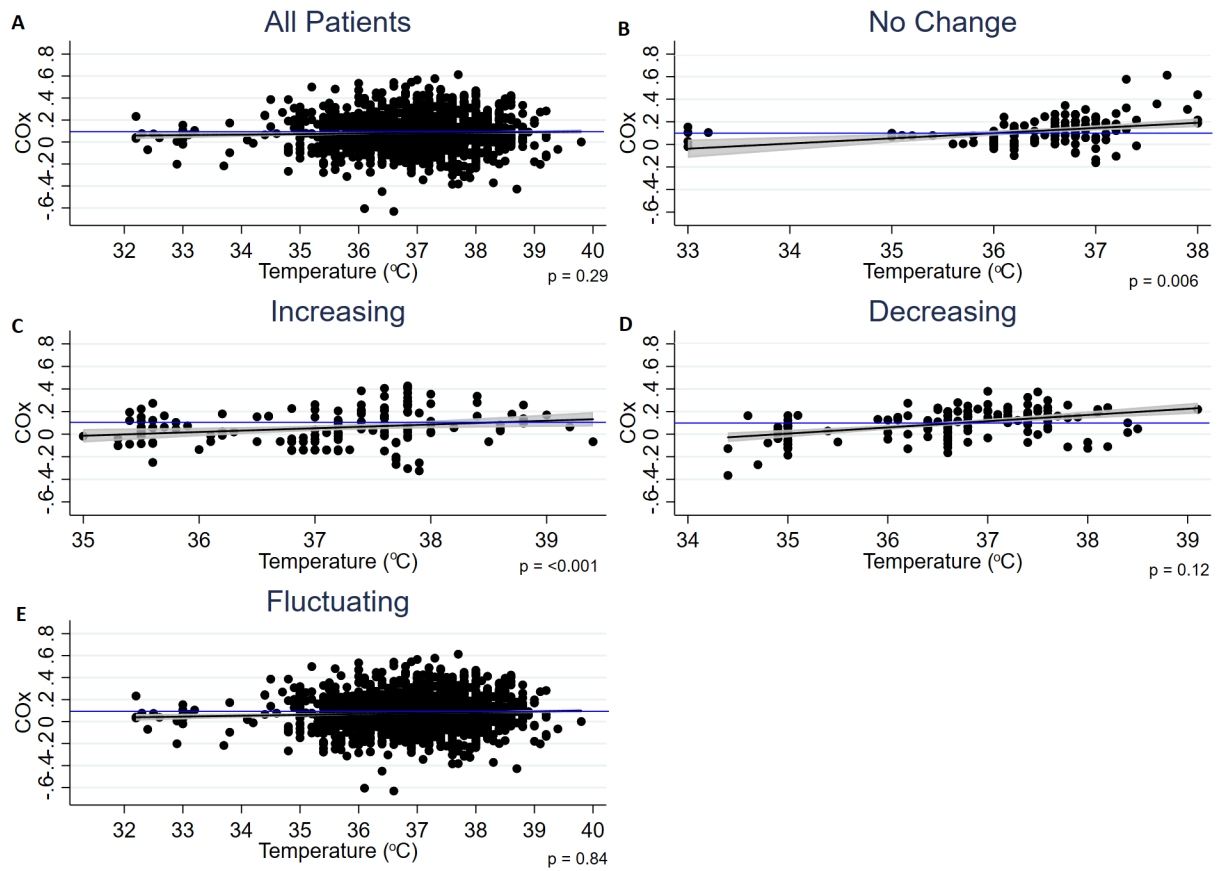 A
All Patients
COx
-.6 -.4 -.2 0 .2 .4 .6 .8
32 33 34 35 36 37 38 39 40
Temperature (°C)
p = 0.29
B
No Change
COx
-.6 -.4 -.2 0 .2 .4 .6 .8
33 34 35 36 37 38
Temperature (°C)
p = 0.006
C
Increasing
COx
-.6 -.4 -.2 0 .2 .4 .6 .8
35 36 37 38 39
Temperature (°C)
p = <0.001
D
Decreasing
COx
-.6 -.4 -.2 0 .2 .4 .6 .8
34 35 36 37 38 39
Temperature (°C)
p = 0.12
E
Fluctuating
COx
-.6 -.4 -.2 0 .2 .4 .6 .8
32 33 34 35 36 37 38 39 40
Temperature (°C)
p = 0.84